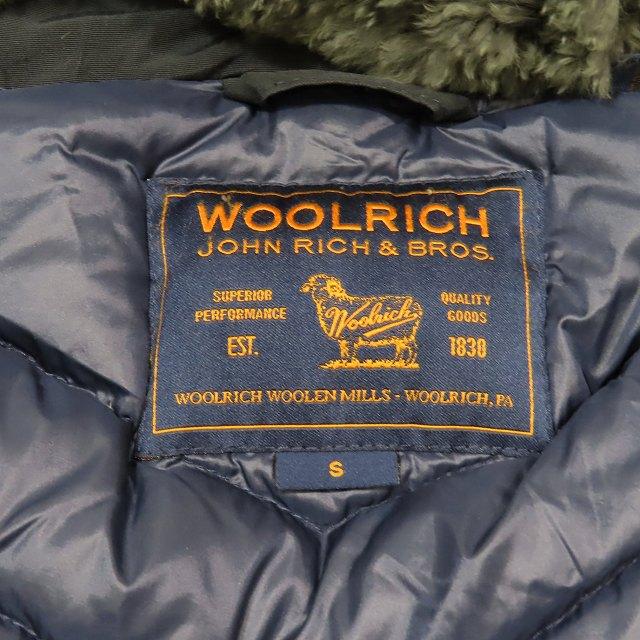 WOOLRICH
JOHN RICH & BROS.
SUPERIOR
PERFORMANCE
EST.
Woolrich
QUALITY
GOODS
1830
WOOLRICH WOOLEN MILLS - WOOLRICH, PA
S